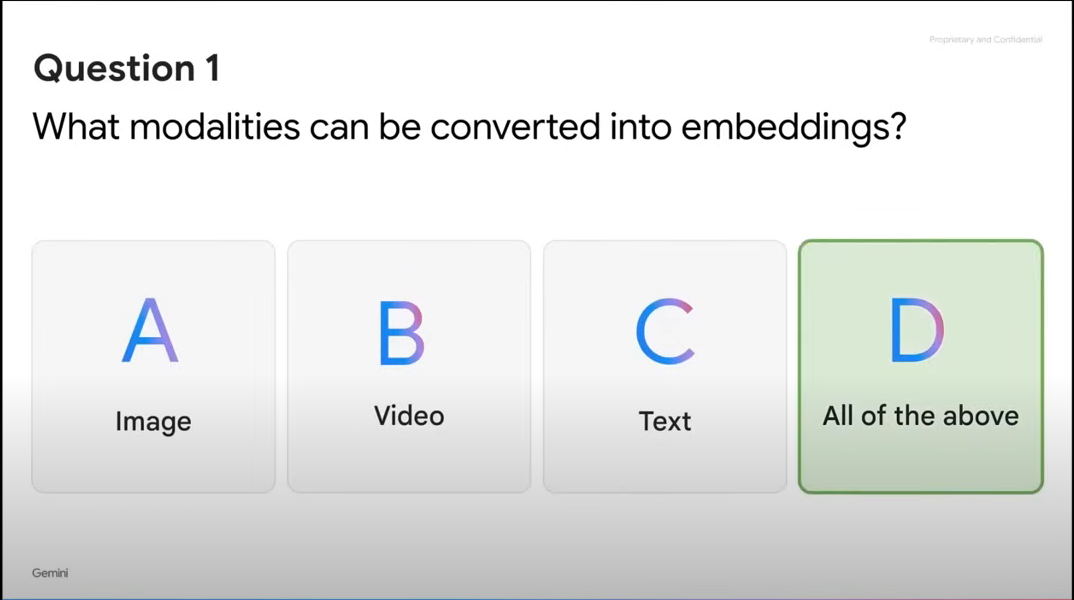 Proprietary and Confidential
Question 1
What modalities can be converted into embeddings?
A
Image
B
Video
C
Text
D
All of the above
Gemini